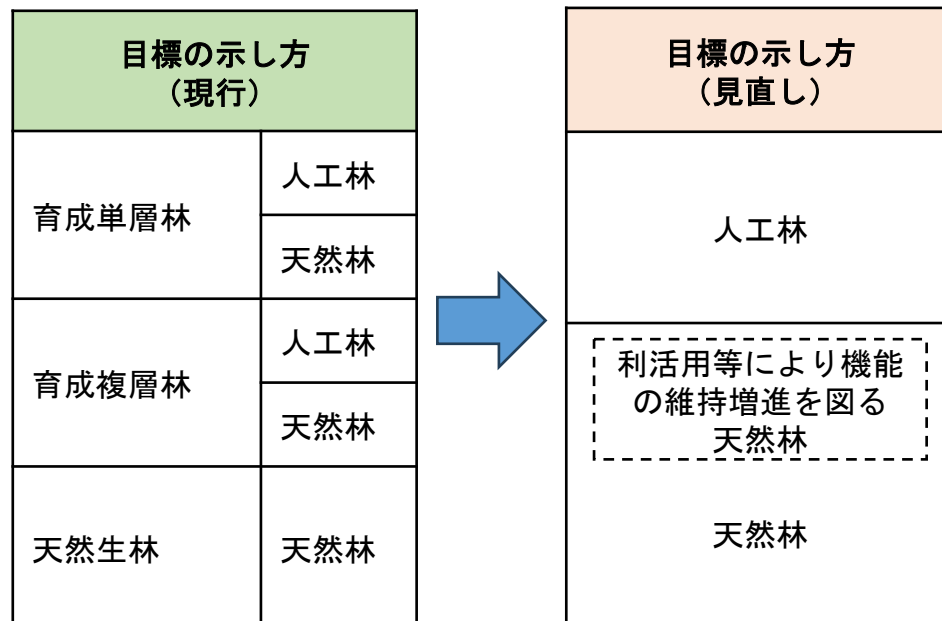 目標の示し方
（現行）
育成単層林
人工林
天然林
育成複層林
人工林
天然林
天然生林
天然林
目標の示し方
（見直し）
人工林
利活用等により機能
の維持増進を図る
天然林
天然林